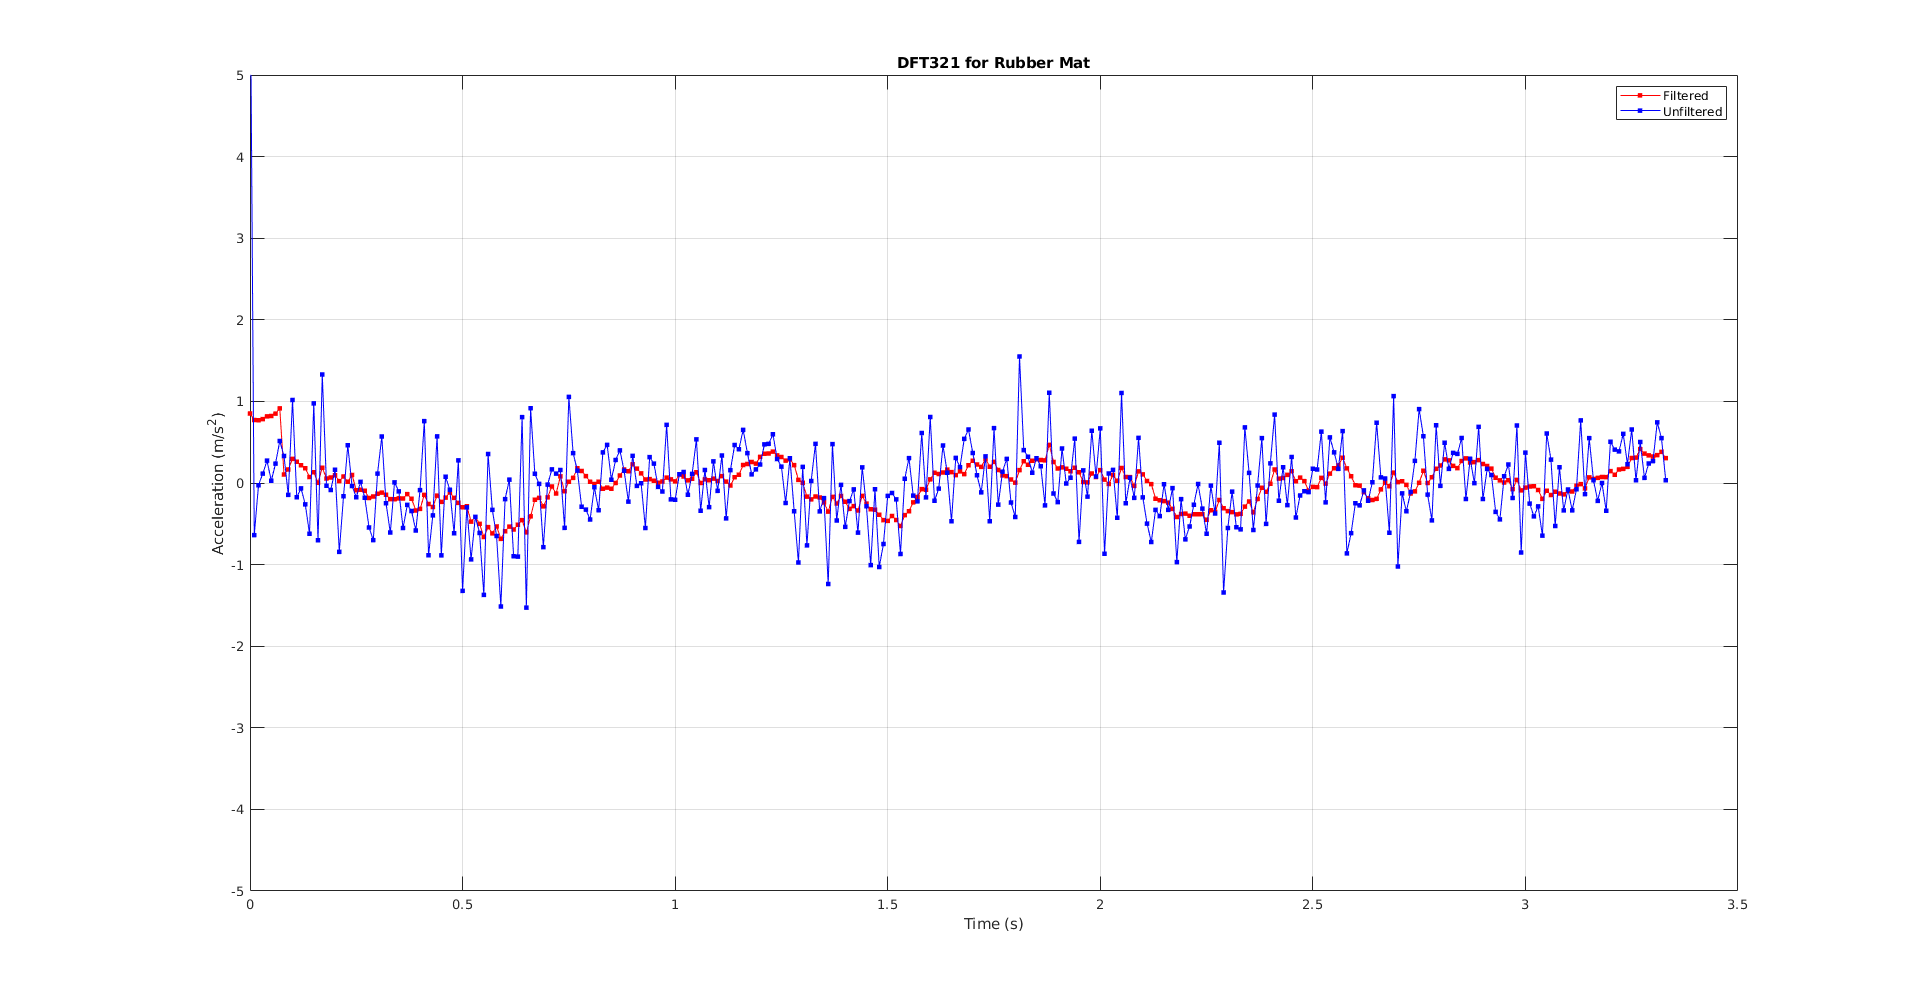 DFT321 for Rubber Mat
Filtered
Unfiltered
5
4
3
2
1
0
-1
-2
-3
-4
-5
Acceleration (m/s²)
0 0.5 1 1.5 2 2.5 3 3.5
Time (s)